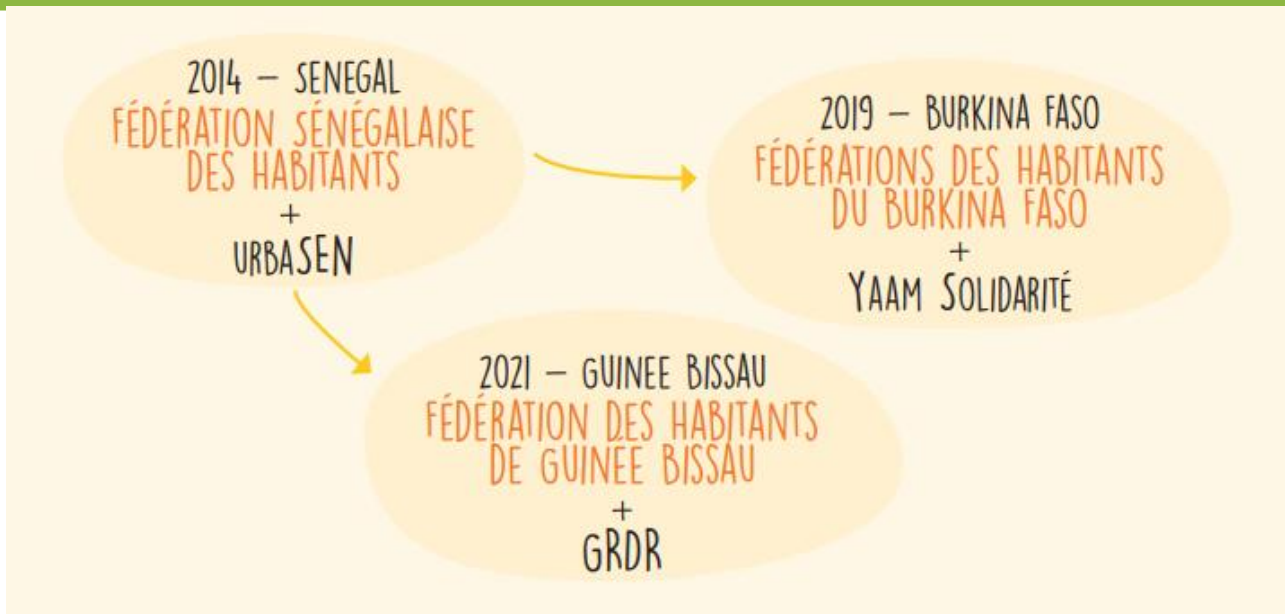 2014 – SENEGAL
FÉDÉRATION SÉNÉGALAISE
DES HABITANTS
+
URBASEN
2019 – BURKINA FASO
FÉDÉRATIONS DES HABITANTS
DU BURKINA FASO
+
YAAM SOLIDARITÉ
2021 – GUINEE BISSAU
FÉDÉRATION DES HABITANTS
DE GUINÉE BISSAU
+
GRDR